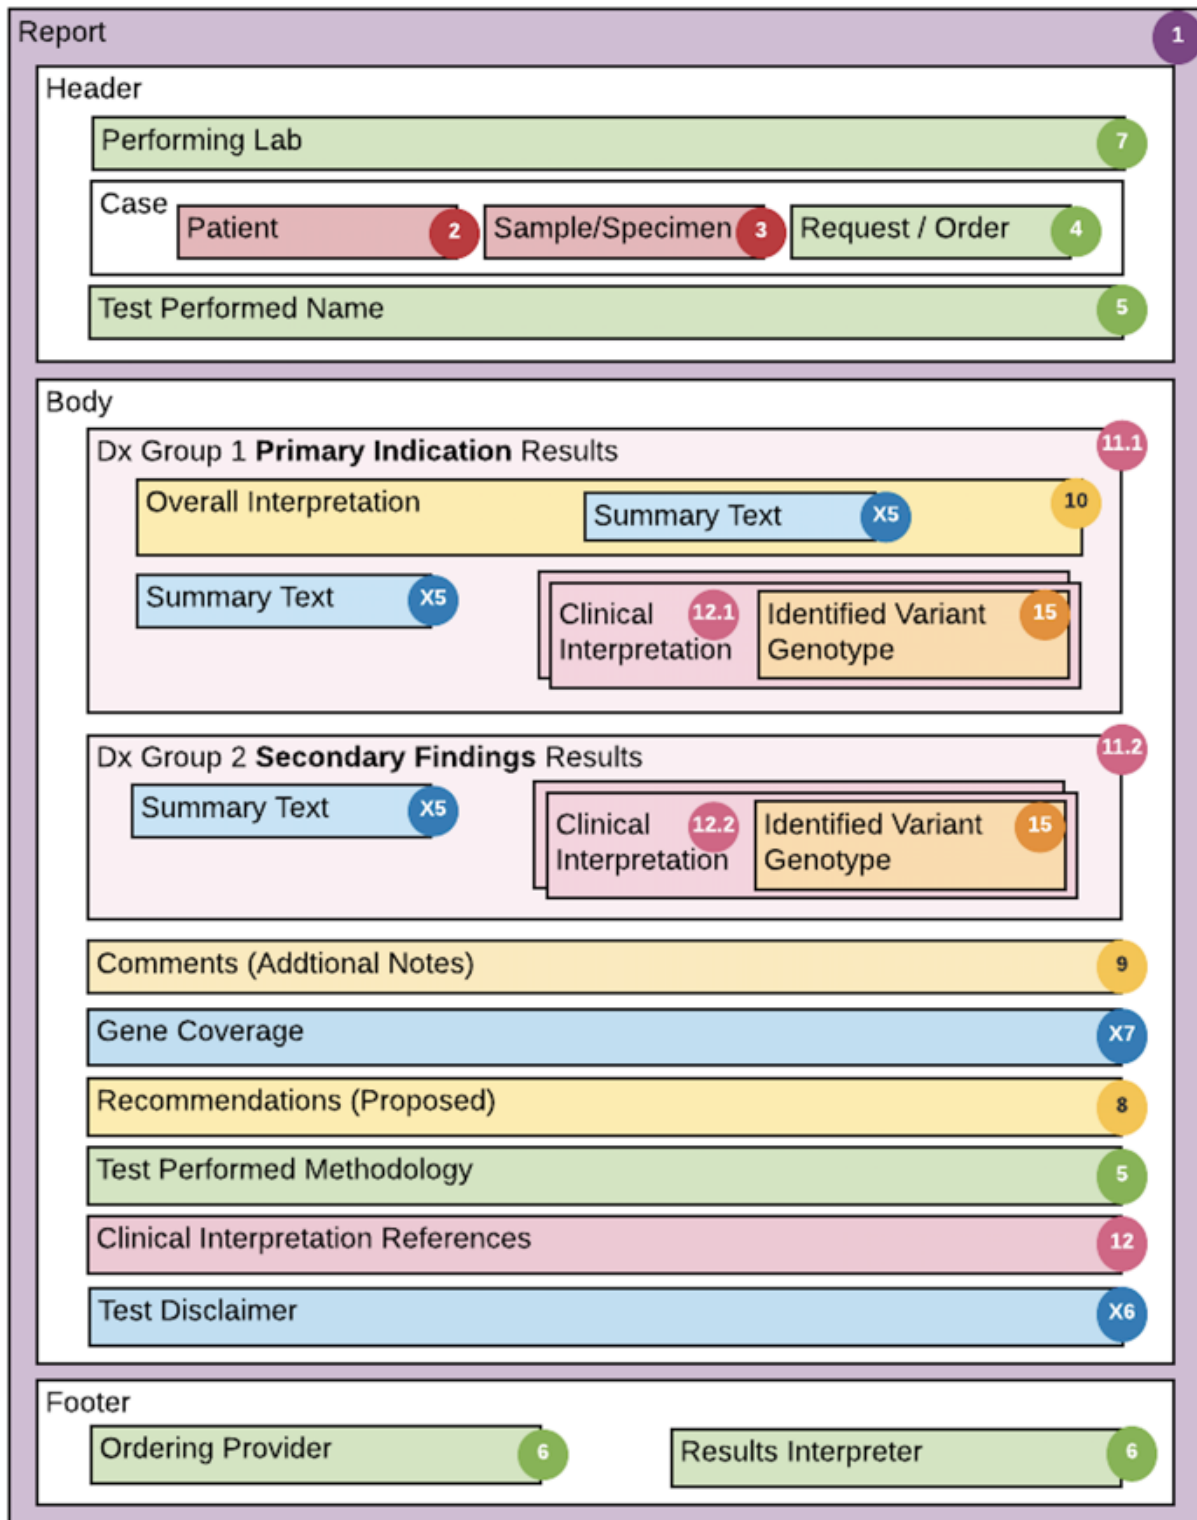 Report
1
Header
Performing Lab
7
Case
Patient
2
Sample/Specimen
3
Request / Order
4
Test Performed Name
5
Body
Dx Group 1 Primary Indication Results
11.1
Overall Interpretation
10
Summary Text
X5
Summary Text
X5
Clinical
Interpretation
12.1
Identified Variant
Genotype
15
Dx Group 2 Secondary Findings Results
11.2
Summary Text
X5
Clinical
Interpretation
12.2
Identified Variant
Genotype
15
Comments (Addtional Notes)
9
Gene Coverage
X7
Recommendations (Proposed)
8
Test Performed Methodology
5
Clinical Interpretation References
12
Test Disclaimer
X6
Footer
Ordering Provider
6
Results Interpreter
6